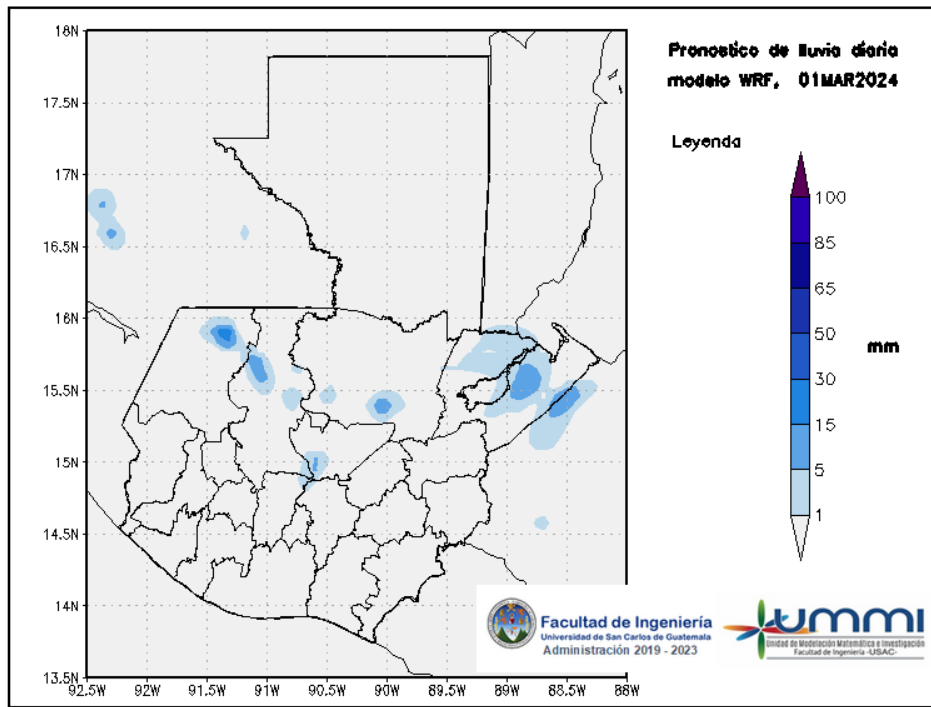 Pronostico de lluvia diaria
modelo WRF, 01MAR2024
Leyenda
100
85
65
50
30
15
5
1
mm
18N
17.5N
17N
16.5N
16N
15.5N
15N
14.5N
14N
13.5N
92.5W
92W
91.5W
91W
90.5W
90W
89.5W
89W
88.5W
88W
Facultad de Ingeniería
Universidad de San Carlos de Guatemala
Administración 2019 - 2023
UMMI
Unidad de Modelación Matemática e Investigación
Facultad de Ingeniería -USAC-